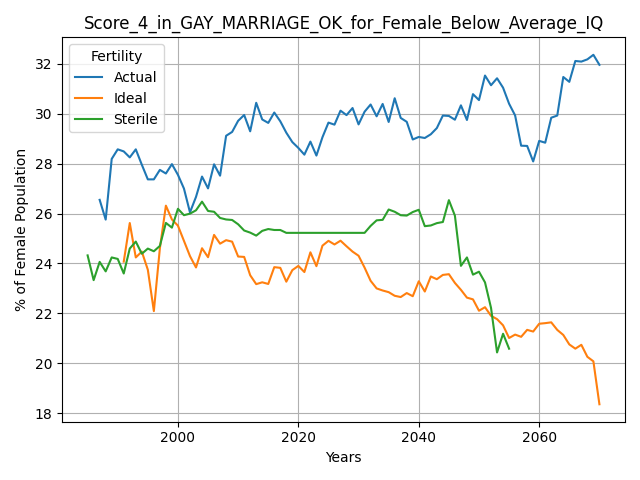 Score_4_in_GAY_MARRIAGE_OK_for_Female_Below_Average_IQ
Fertility
Actual
Ideal
Sterile
% of Female Population
32
30
28
26
24
22
20
18
2000
2020
2040
2060
Years